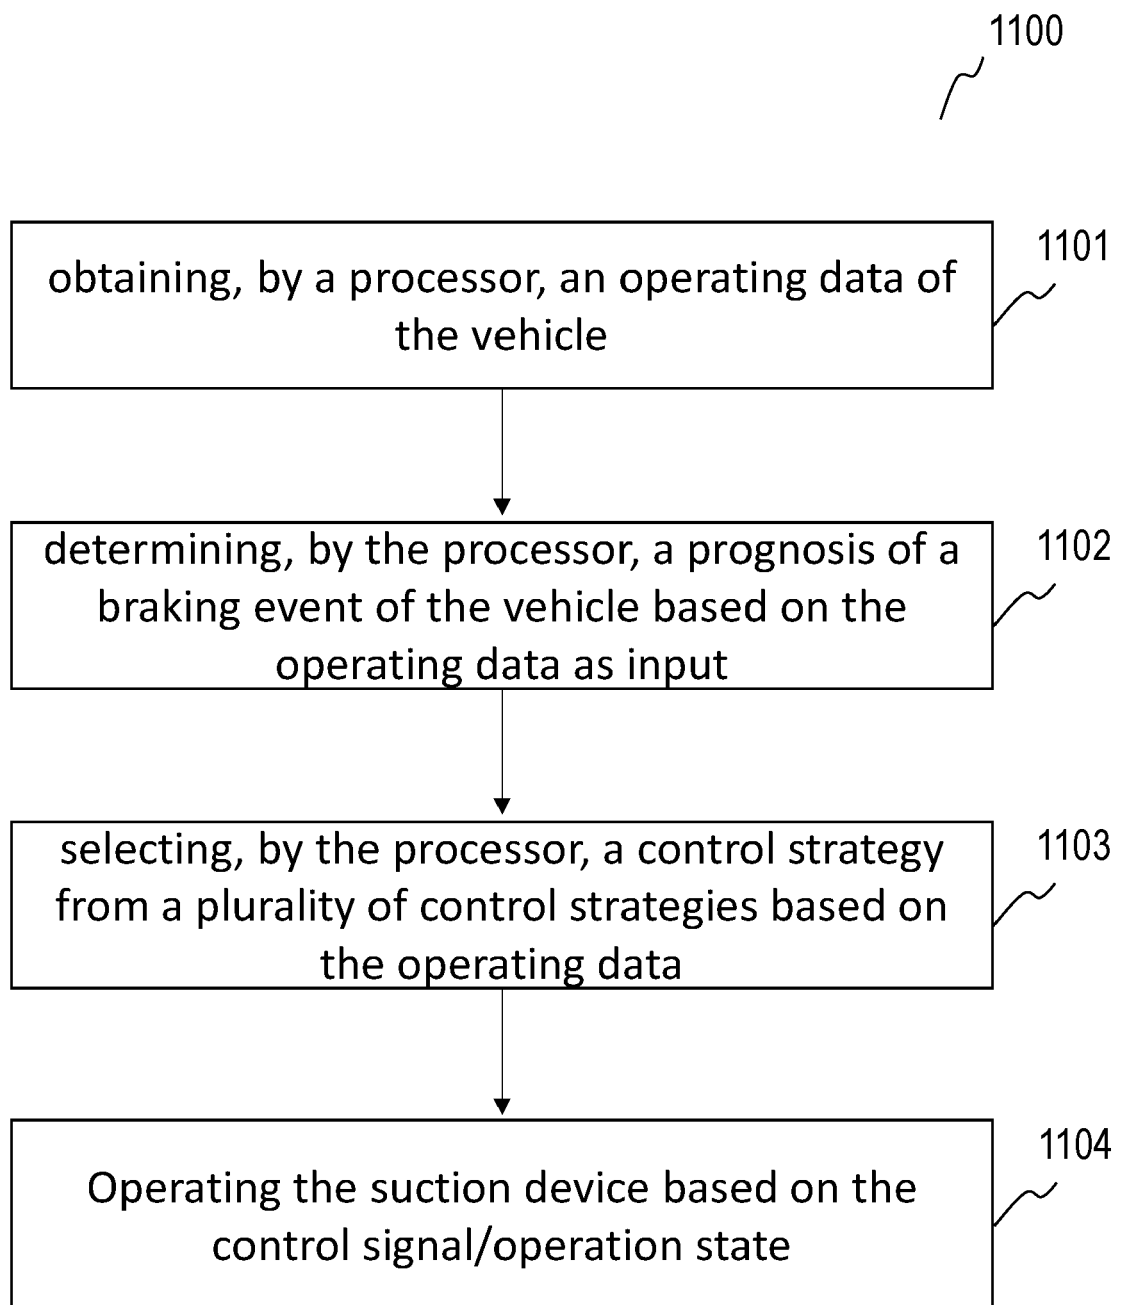 1100
obtaining, by a processor, an operating data of
the vehicle
1101
determining, by the processor, a prognosis of a
braking event of the vehicle based on the
operating data as input
1102
selecting, by the processor, a control strategy
from a plurality of control strategies based on
the operating data
1103
Operating the suction device based on the
control signal/operation state
1104